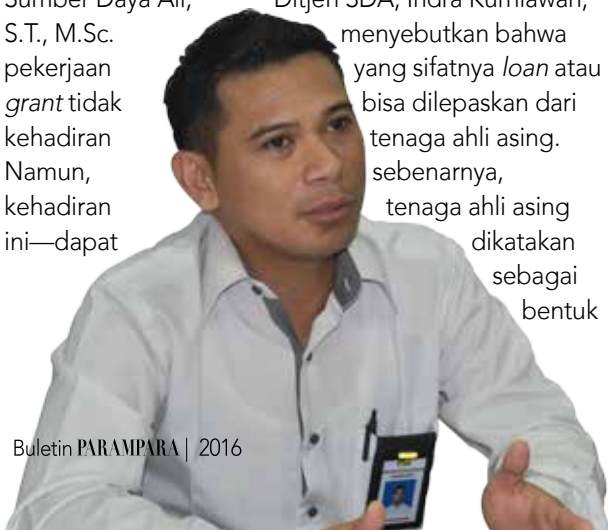 Sumber Daya Air, Ditjen SDA, Indra Kurniawan,
S.T., M.Sc. menyebutkan bahwa
pekerjaan yang sifatnya loan atau
grant tidak bisa dilepaskan dari
kehadiran tenaga ahli asing.
Namun, sebenarnya,
kehadiran tenaga ahli asing
ini—dapat dikatakan
sebagai
bentuk
Buletin PARAMPARA | 2016